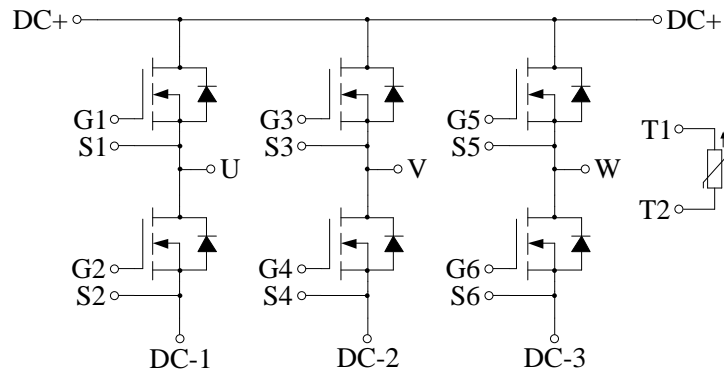 DC+ DC+
G1 G3 G5
T1
S1 S3 S5
U V W
T2
G2 G4 G6
S2 S4 S6
DC-1 DC-2 DC-3